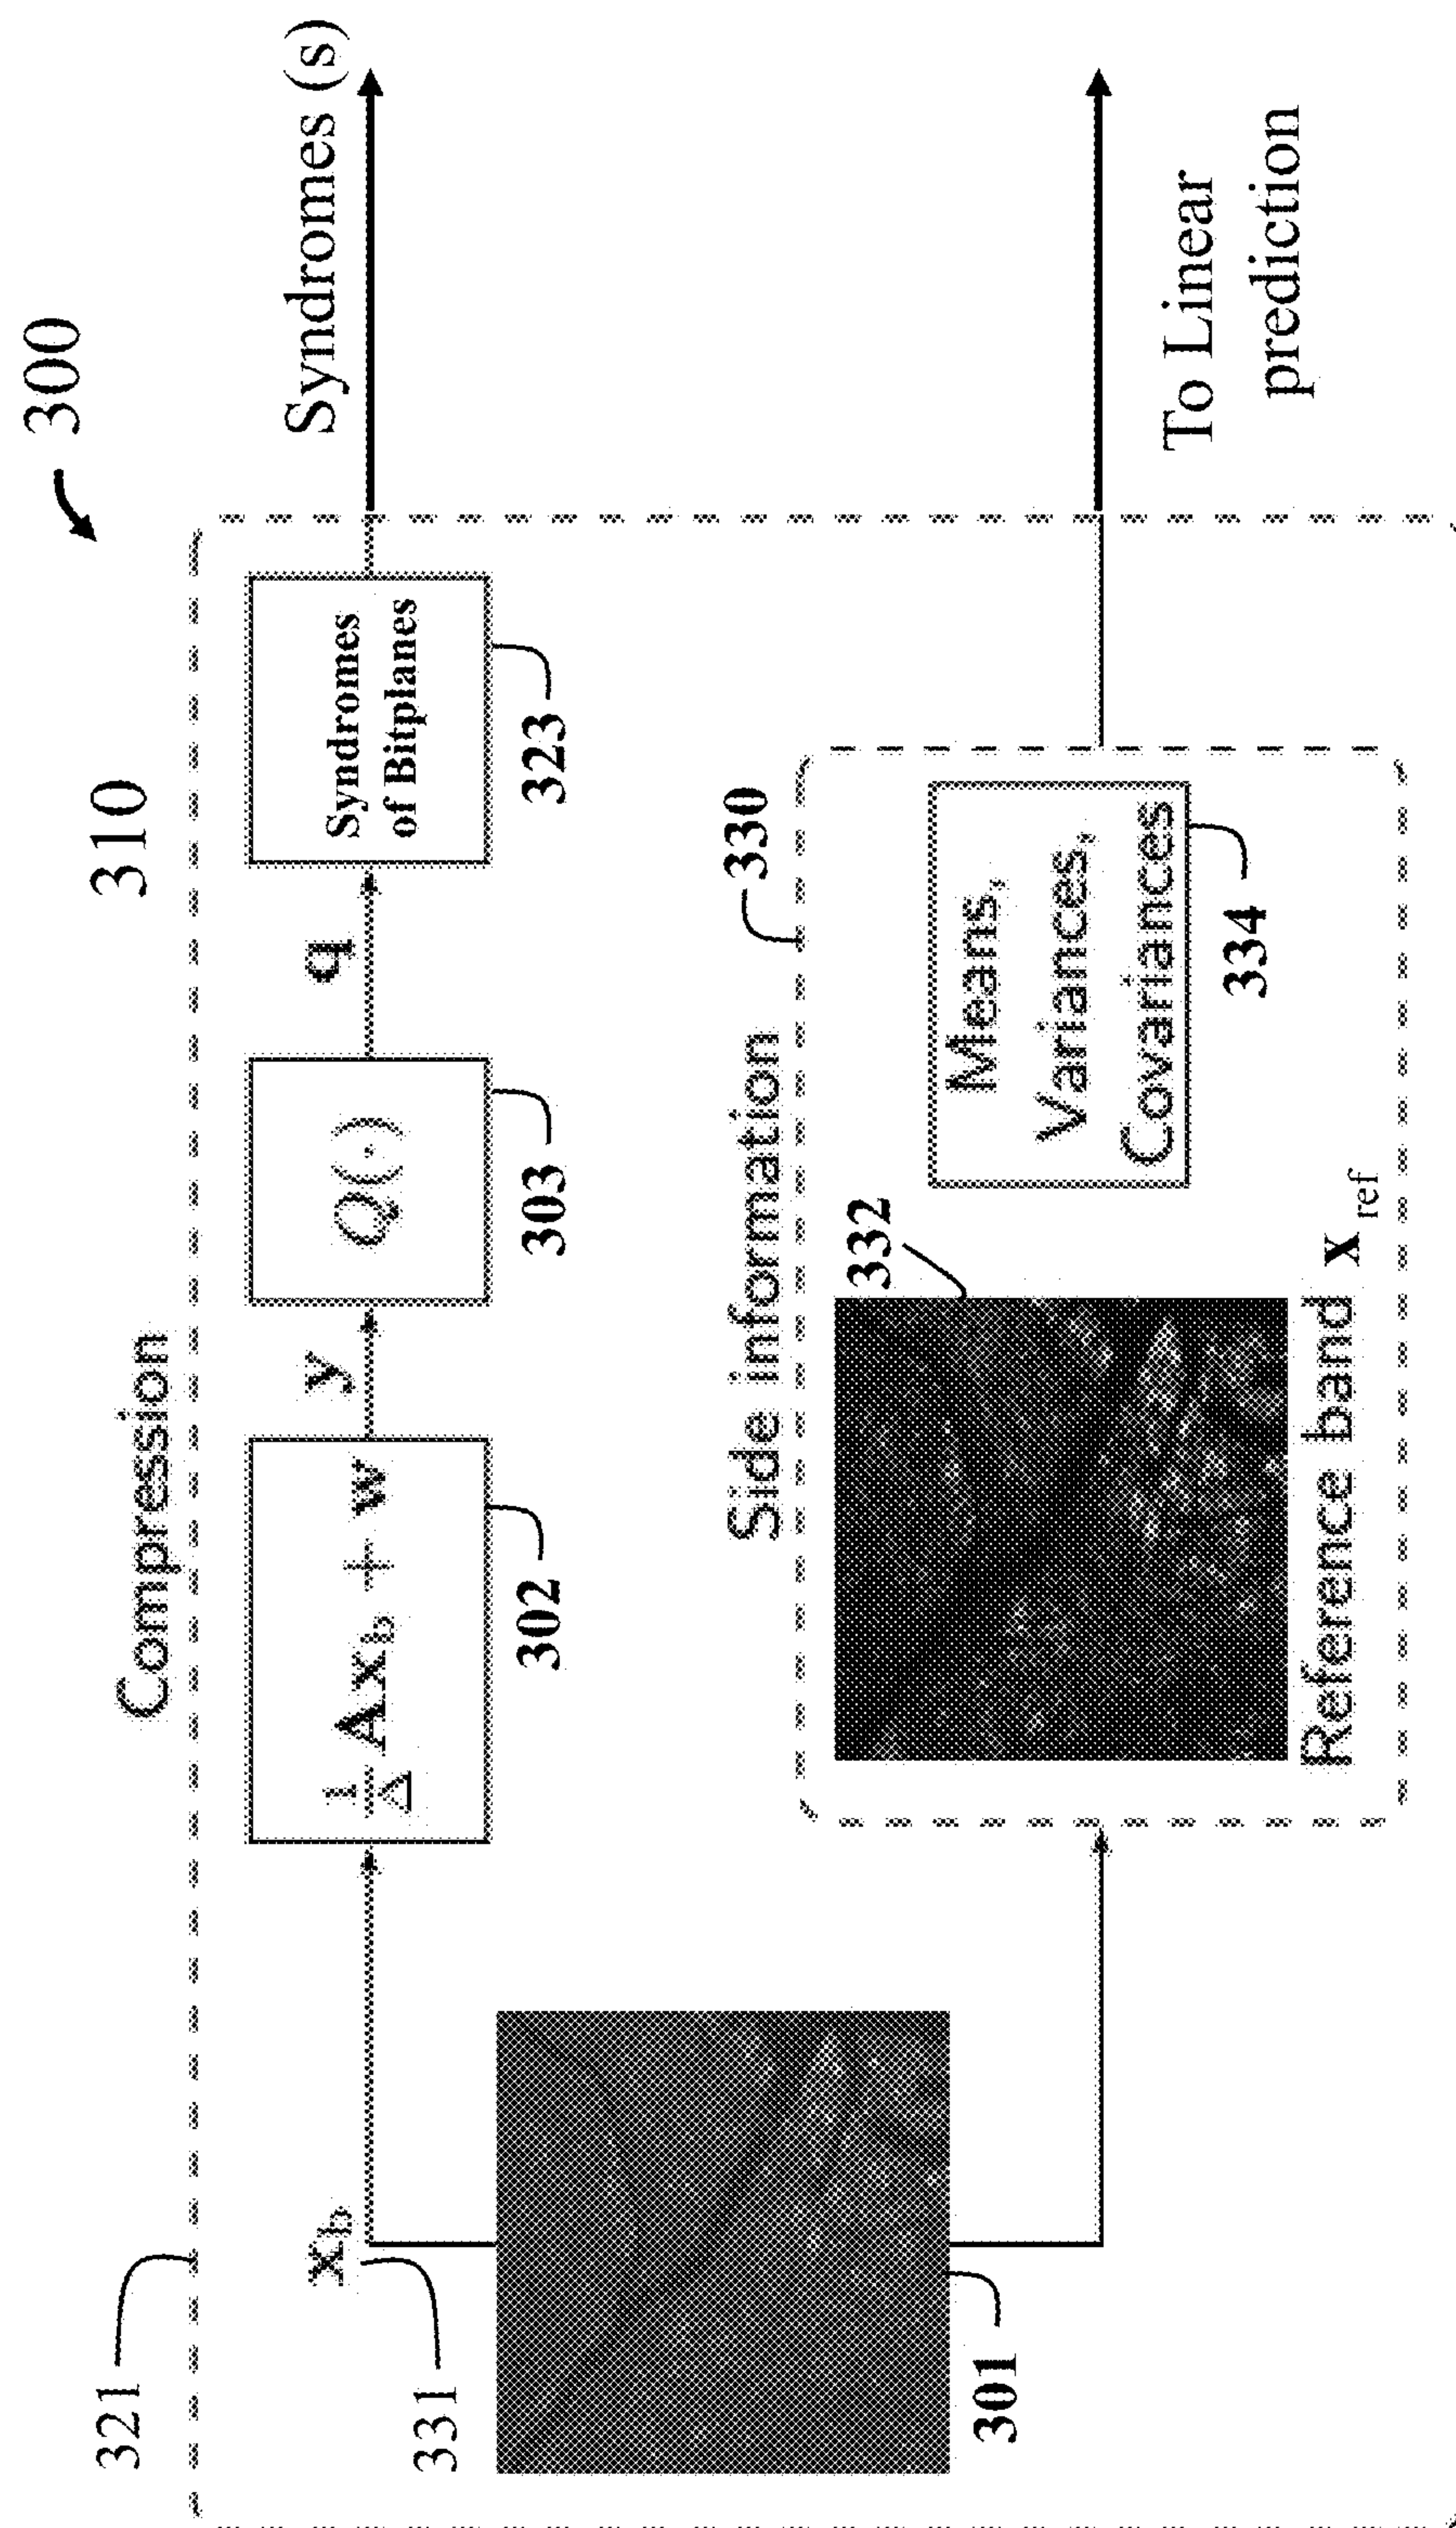 300
310
Compression
321
x_b
331
1/Δ Ax_b + w
302
y
Q(·)
303
q
Syndromes
of Bitplanes
323
Syndromes (s)
301
Side information
330
332
Reference band x_ref
Means,
Variances,
Covariances
334
To Linear
prediction